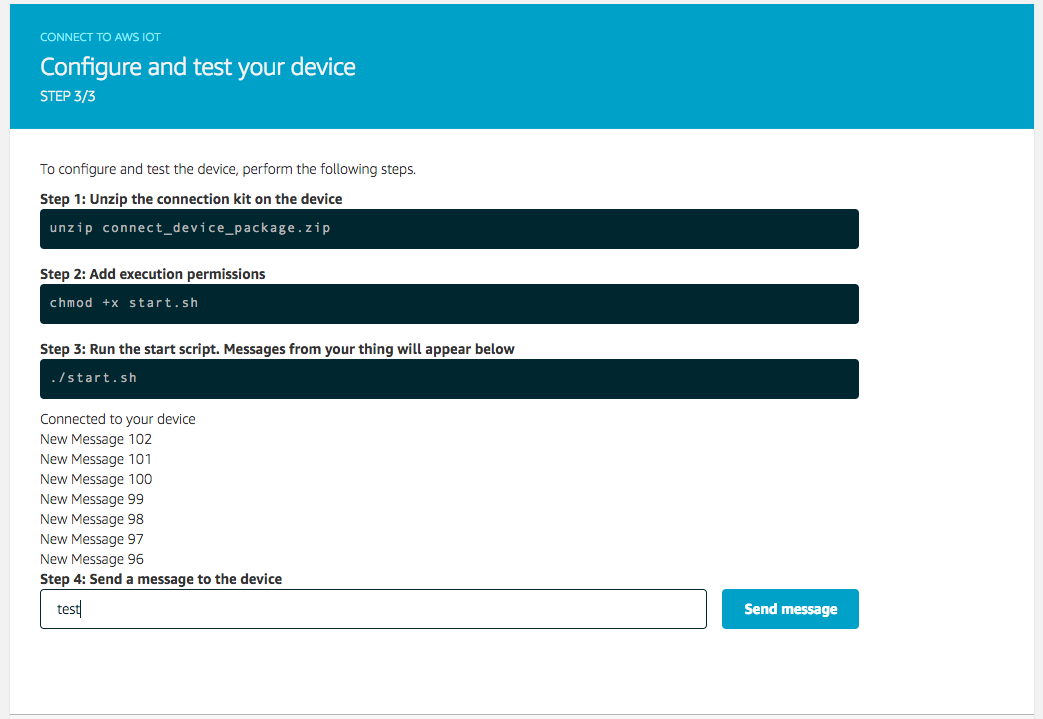 CONNECT TO AWS IOT
Configure and test your device
STEP 3/3
To configure and test the device, perform the following steps.
Step 1: Unzip the connection kit on the device
unzip connect_device_package.zip
Step 2: Add execution permissions
chmod +x start.sh
Step 3: Run the start script. Messages from your thing will appear below
./start.sh
Connected to your device
New Message 102
New Message 101
New Message 100
New Message 99
New Message 98
New Message 97
New Message 96
Step 4: Send a message to the device
test
Send message